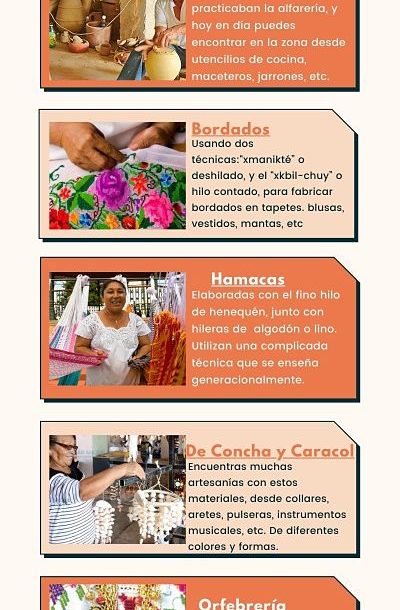 practicaban la alfarería, y
hoy en día puedes
encontrar en la zona desde
utencilios de cocina,
maceteros, jarrones, etc.
Bordados
Usando dos
técnicas:"xmanikté" o
deshilado, y el "xkbil-chuy" o
hilo contado, para fabricar
bordados en tapetes. blusas,
vestidos, mantas, etc
Hamacas
Elaboradas con el fino hilo
de henequén, junto con
hileras de algodón o lino.
Utilizan una complicada
técnica que se enseña
generacionalmente.
De Concha y Caracol
Encuentras muchas
artesanías con estos
materiales, desde collares,
aretes, pulseras, instrumentos
musicales, etc. De diferentes
colores y formas.
Orfebrería